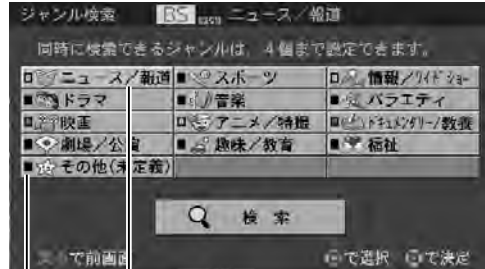 ジャンル検索 BS ニュース／報道
同時に検索できるジャンルは、4個まで設定できます。
ニュース／報道 スポーツ 情報／ワイドショー
ドラマ 音楽 バラエティ
映画 アニメ／特撮 ドキュメンタリー／教養
劇場／公演 趣味／教育 福祉
その他(未定義)
検索
で前画面 で選択 で決定